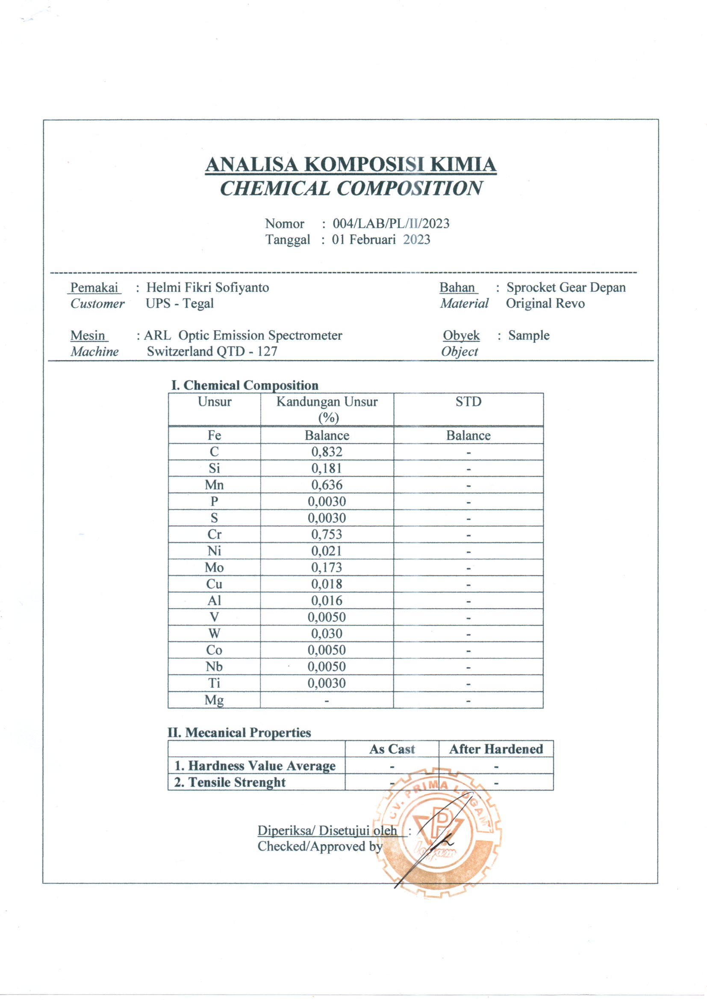 ANALISA KOMPOSISI KIMIA
CHEMICAL COMPOSITION
Nomor : 004/LAB/PL/II/2023
Tanggal : 01 Februari 2023
Pemakai : Helmi Fikri Sofiyanto Bahan : Sprocket Gear Depan
Customer UPS - Tegal Material Original Revo
Mesin : ARL Optic Emission Spectrometer Obyek : Sample
Machine Switzerland QTD - 127 Object
I. Chemical Composition
Unsur Kandungan Unsur STD
(%)
Fe Balance Balance
C 0,832 -
Si 0,181 -
Mn 0,636 -
P 0,0030 -
S 0,0030 -
Cr 0,753 -
Ni 0,021 -
Mo 0,173 -
Cu 0,018 -
Al 0,016 -
V 0,0050 -
W 0,030 -
Co 0,0050 -
Nb 0,0050 -
Ti 0,0030 -
Mg - -
II. Mecanical Properties
As Cast After Hardened
1. Hardness Value Average - -
2. Tensile Strenght - -
CV. PRIMA LOGAM
P
logam
Diperiksa/ Disetujui oleh :
Checked/Approved by